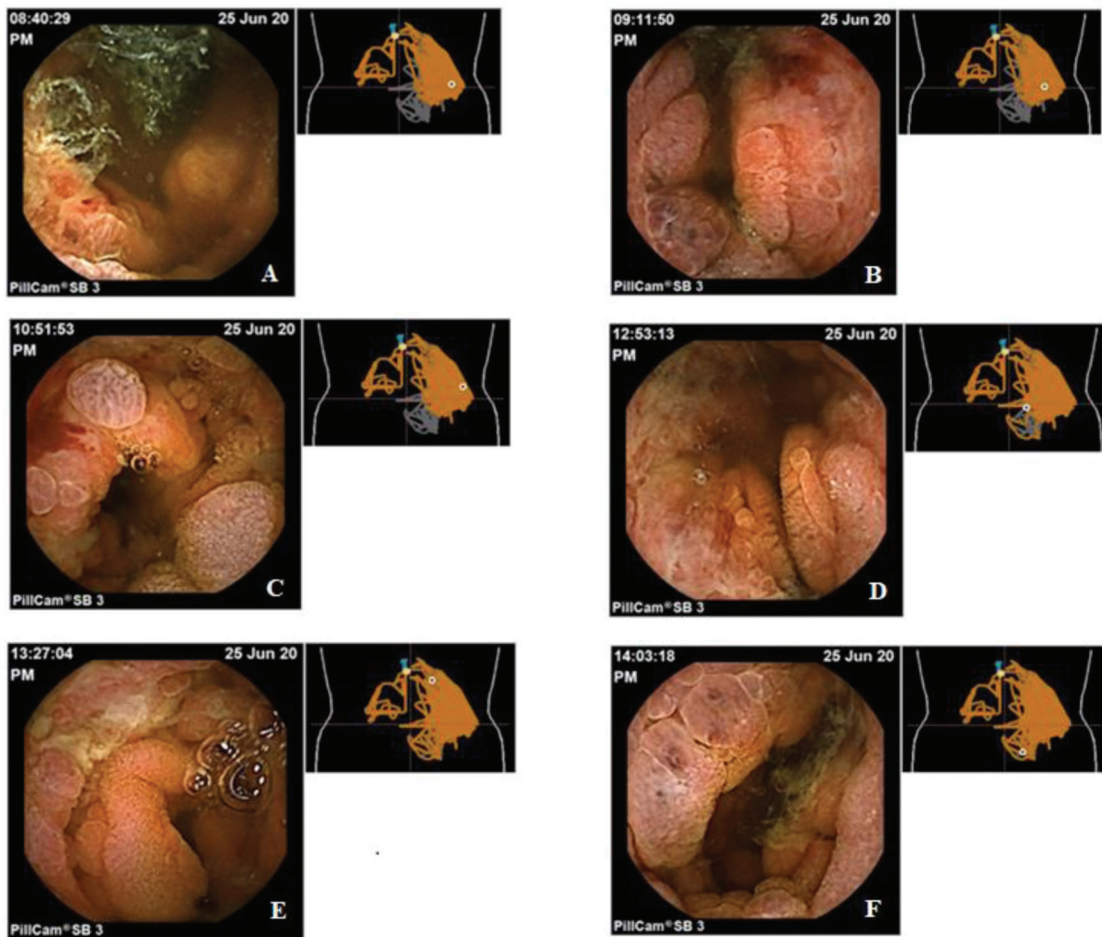 08:40:29 25 Jun 20
PM
A
PillCam®SB 3
09:11:50 25 Jun 20
PM
B
PillCam®SB 3
10:51:53 25 Jun 20
PM
C
PillCam®SB 3
12:53:13 25 Jun 20
PM
D
PillCam®SB 3
13:27:04 25 Jun 20
PM
E
PillCam®SB 3
14:03:18 25 Jun 20
PM
F
PillCam®SB 3